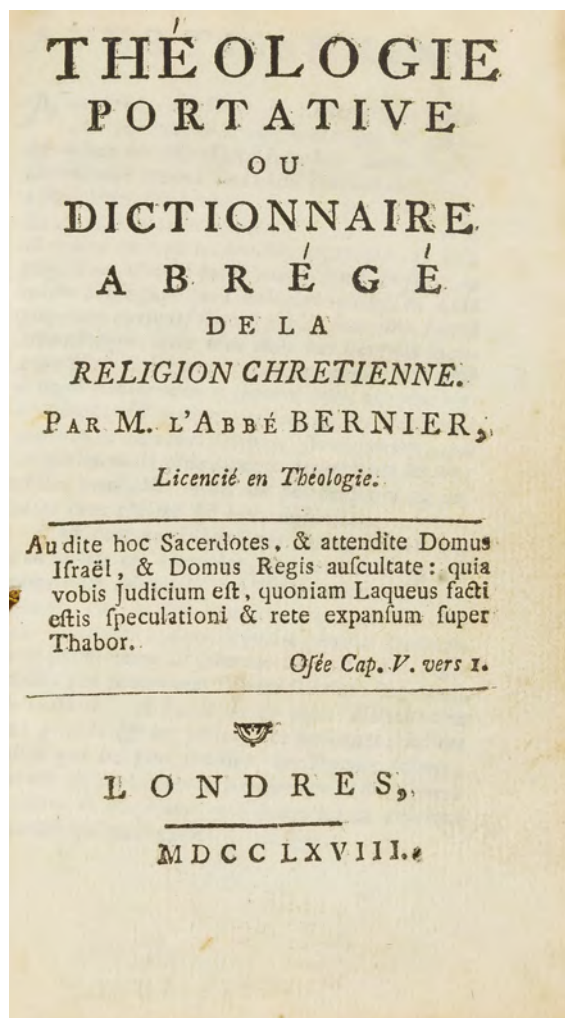 THÉOLOGIE
PORTATIVE
OU
DICTIONNAIRE
ABRÉGÉ
DE LA
RELIGION CHRETIENNE.
PAR M. L'ABBÉ BERNIER,
Licencié en Théologie.
Audite hoc Sacerdotes, & attendite Domus
Iſraël, & Domus Regis auſcultate: quia
vobis Judicium eſt, quoniam Laqueus facti
eſtis ſpeculationi & rete expanſum ſuper
Thabor.
Oſée Cap. V. vers 1.
LONDRES,
MDCCLXVIII.